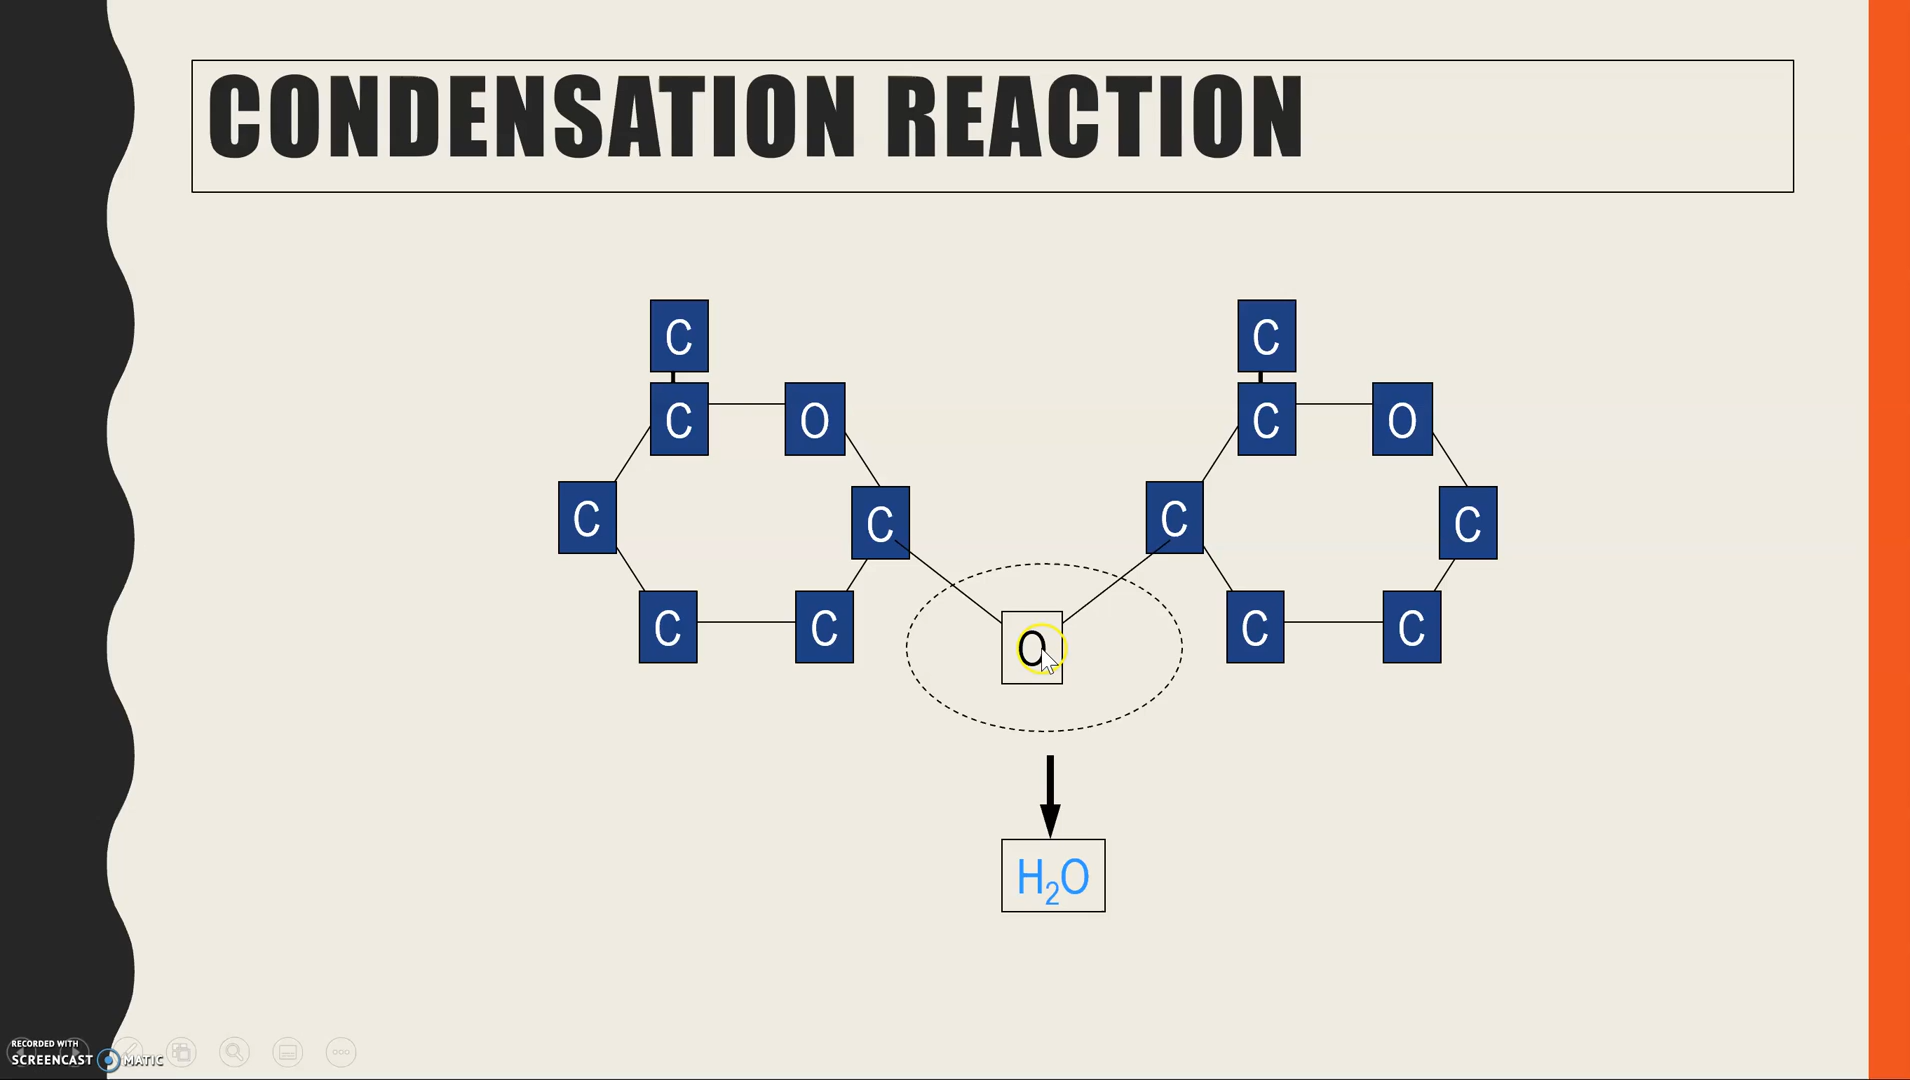 CONDENSATION REACTION
C C
C O C O
C C C C
O
C C C C
H₂O
RECORDED WITH
SCREENCAST MATIC